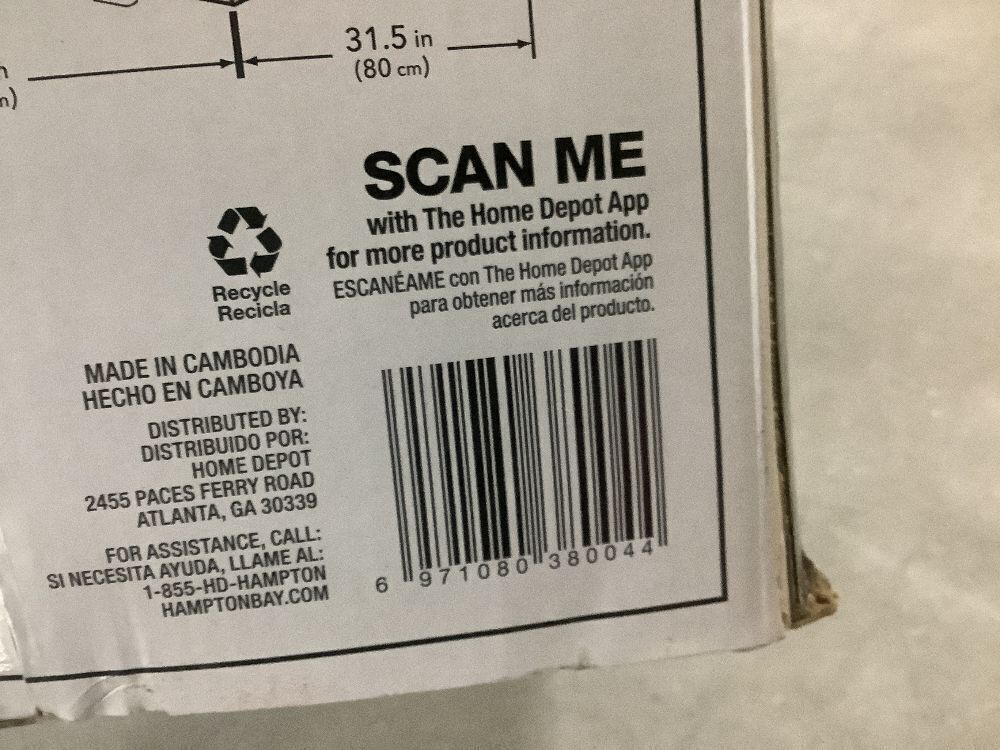 31.5 in
(80 cm)
SCAN ME
with The Home Depot App
for more product information.
ESCANÉAME con The Home Depot App
para obtener más información
acerca del producto.
Recycle
Recicla
MADE IN CAMBODIA
HECHO EN CAMBOYA
DISTRIBUTED BY:
DISTRIBUIDO POR:
HOME DEPOT
2455 PACES FERRY ROAD
ATLANTA, GA 30339
FOR ASSISTANCE, CALL:
SI NECESITA AYUDA, LLAME AL:
1-855-HD-HAMPTON
HAMPTONBAY.COM
6 971080 380044